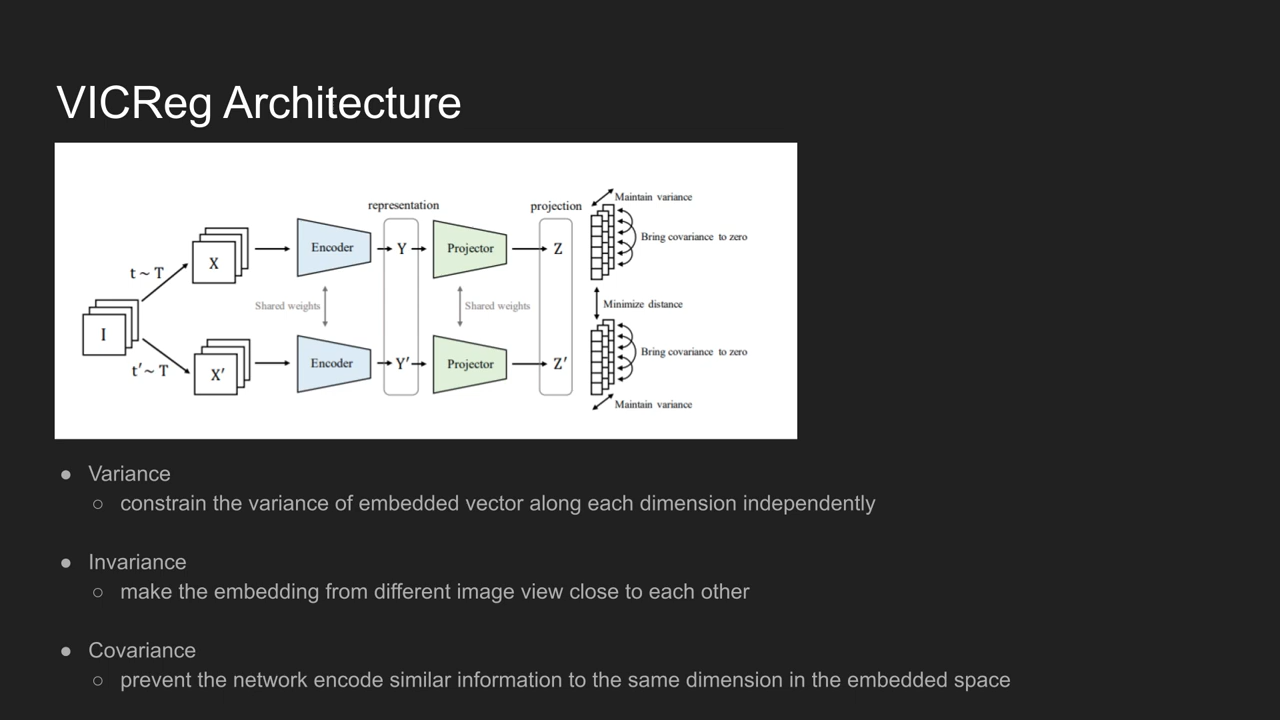 VICReg Architecture
representation
projection
Maintain variance
Bring covariance to zero
t ~ T
X
Encoder
Y
Projector
Z
I
Shared weights
Shared weights
Minimize distance
t′ ~ T
X′
Encoder
Y′
Projector
Z′
Bring covariance to zero
Maintain variance
● Variance
○ constrain the variance of embedded vector along each dimension independently
● Invariance
○ make the embedding from different image view close to each other
● Covariance
○ prevent the network encode similar information to the same dimension in the embedded space